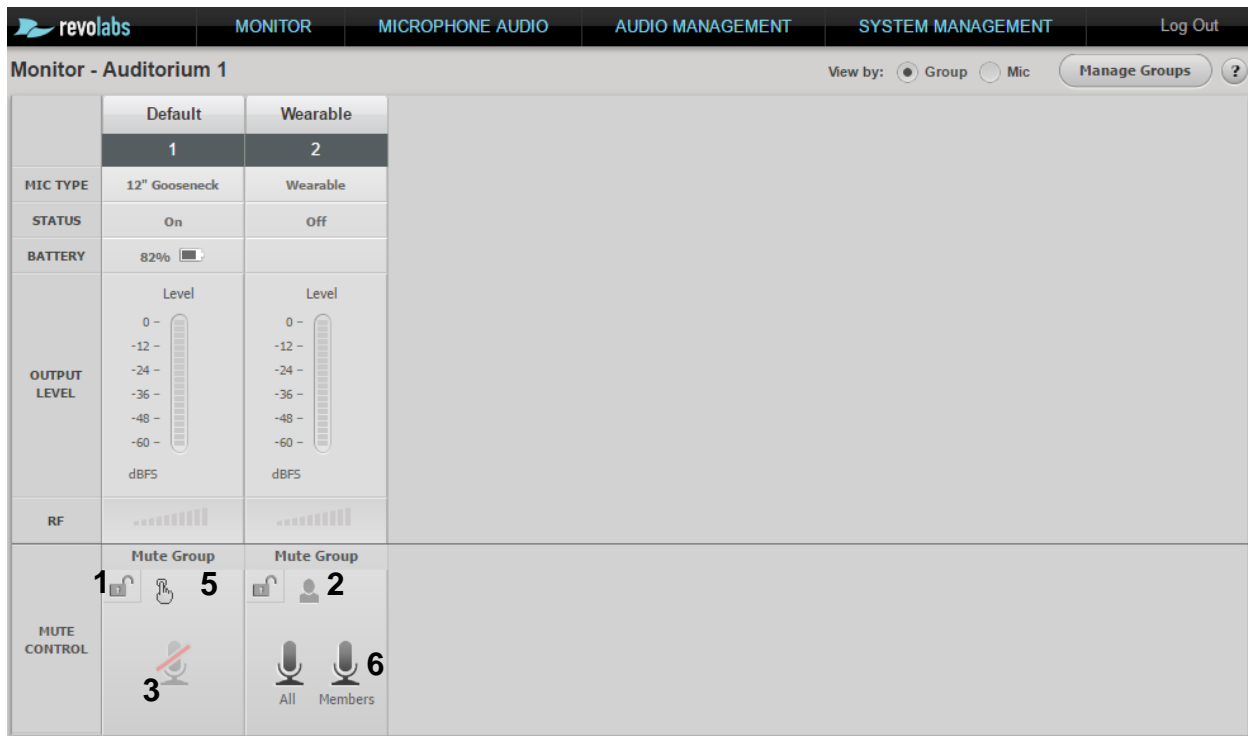 revolabs MONITOR MICROPHONE AUDIO AUDIO MANAGEMENT SYSTEM MANAGEMENT Log Out
Monitor - Auditorium 1 View by: Group Mic Manage Groups ?
Default Wearable
1 2
MIC TYPE 12" Gooseneck Wearable
STATUS On Off
BATTERY 82%
Level Level
0 – 0 –
-12 – -12 –
-24 – -24 –
OUTPUT LEVEL
-36 – -36 –
-48 – -48 –
-60 – -60 –
dBFS dBFS
RF
Mute Group Mute Group
1 5 2
MUTE CONTROL
3 6
All Members